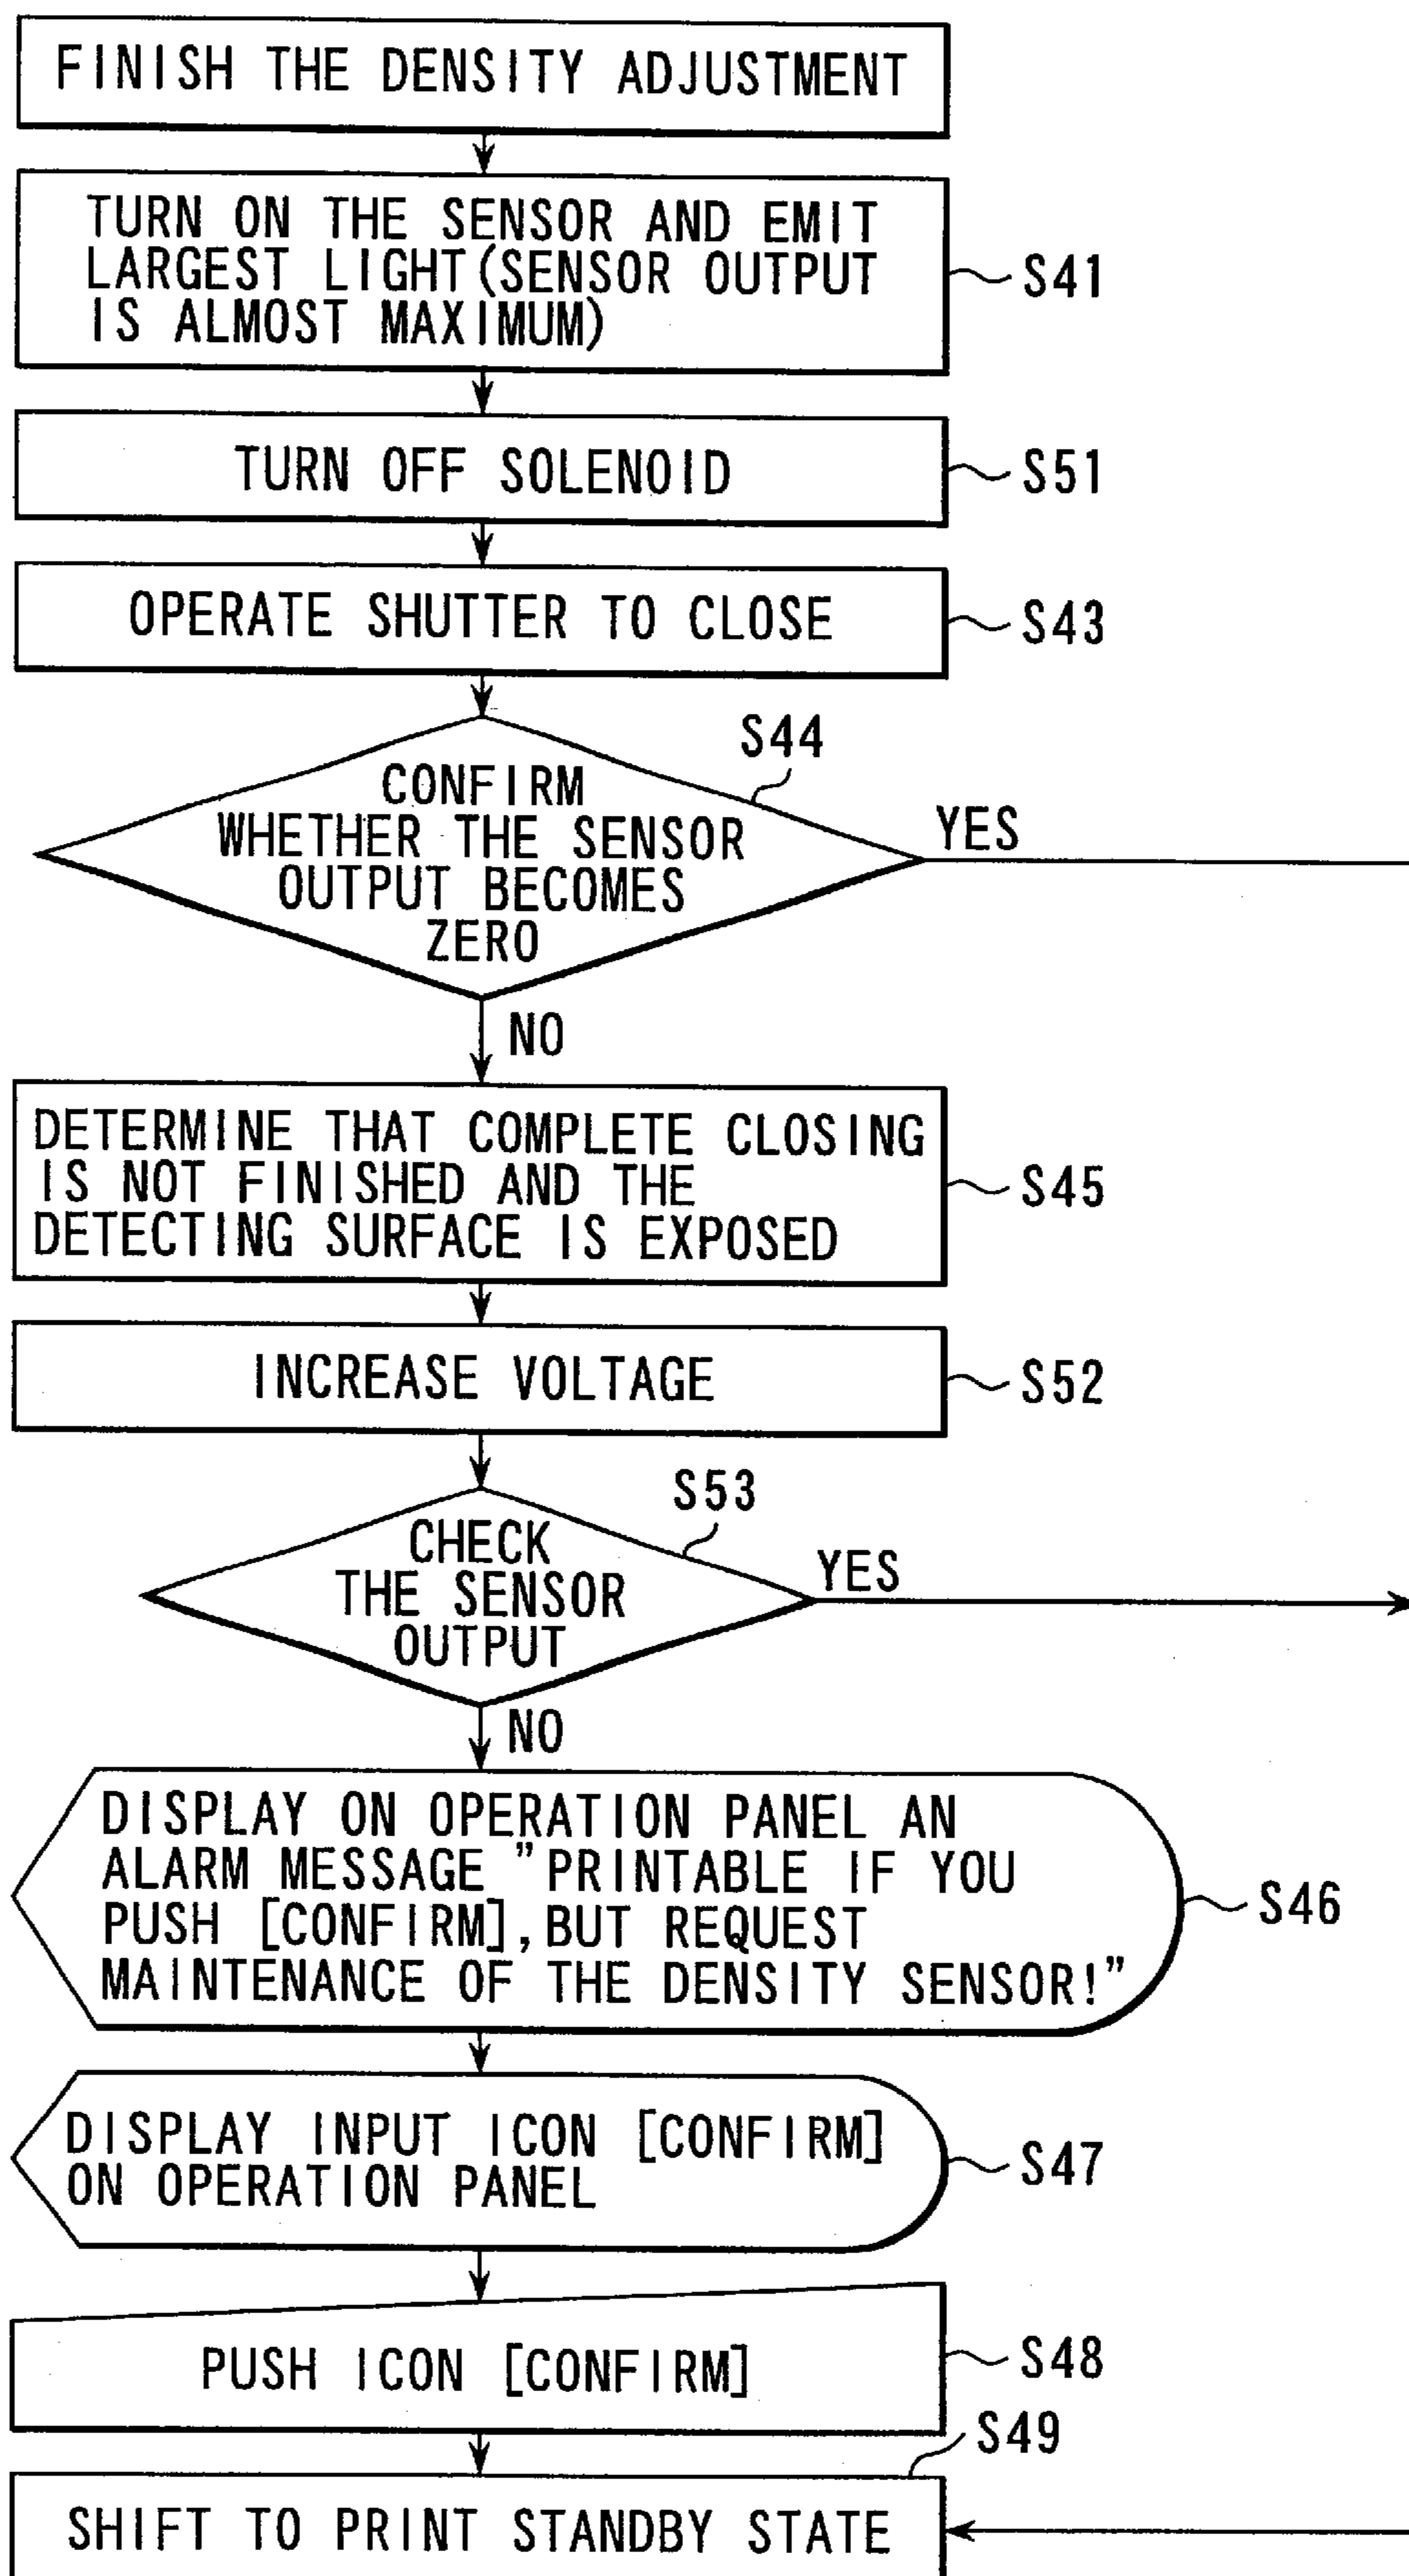 FINISH THE DENSITY ADJUSTMENT
TURN ON THE SENSOR AND EMIT
LARGEST LIGHT(SENSOR OUTPUT
IS ALMOST MAXIMUM)
S41
TURN OFF SOLENOID
S51
OPERATE SHUTTER TO CLOSE
S43
S44
CONFIRM
WHETHER THE SENSOR
OUTPUT BECOMES
ZERO
YES
NO
DETERMINE THAT COMPLETE CLOSING
IS NOT FINISHED AND THE
DETECTING SURFACE IS EXPOSED
S45
INCREASE VOLTAGE
S52
S53
CHECK
THE SENSOR
OUTPUT
YES
NO
DISPLAY ON OPERATION PANEL AN
ALARM MESSAGE "PRINTABLE IF YOU
PUSH [CONFIRM],BUT REQUEST
MAINTENANCE OF THE DENSITY SENSOR!"
S46
DISPLAY INPUT ICON [CONFIRM]
ON OPERATION PANEL
S47
PUSH ICON [CONFIRM]
S48
S49
SHIFT TO PRINT STANDBY STATE